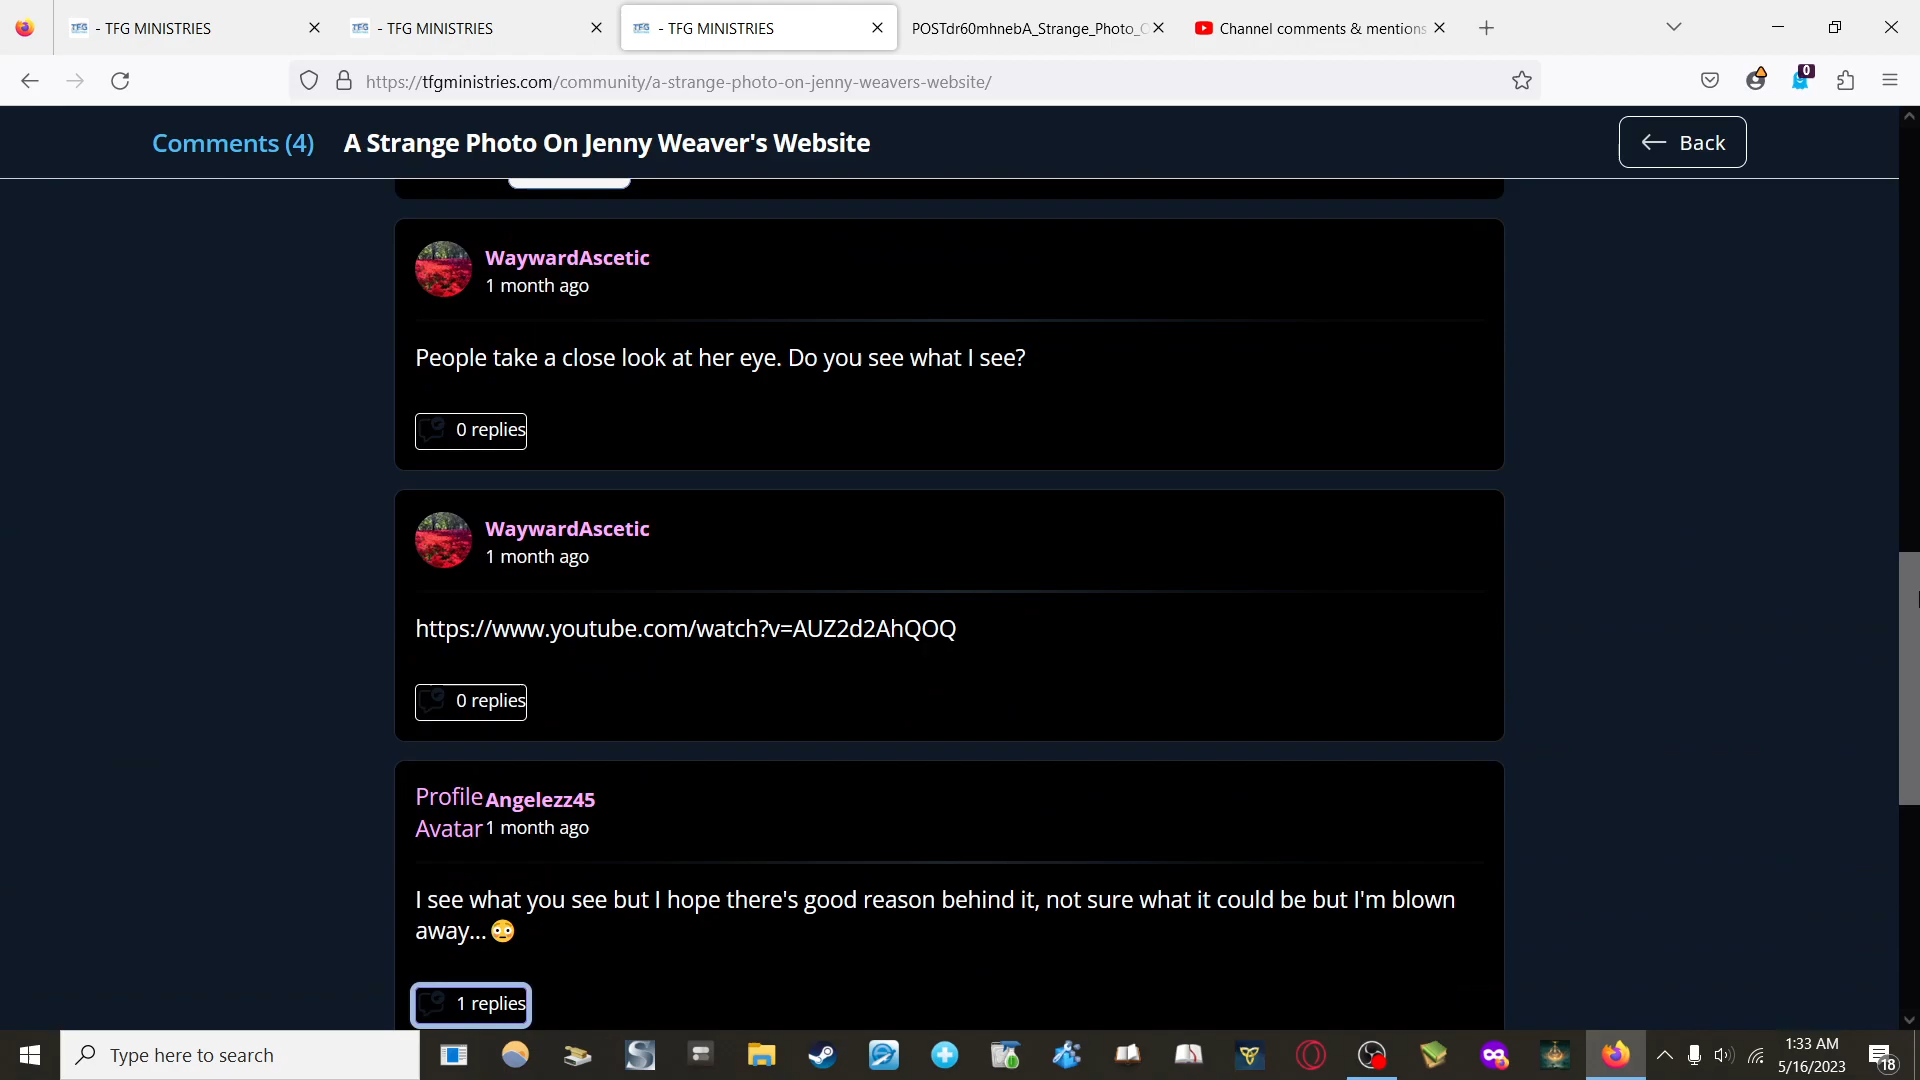 - TFG MINISTRIES
- TFG MINISTRIES
- TFG MINISTRIES
POSTdr60mhnebA_Strange_Photo_
Channel comments & mentions
https://tfgministries.com/community/a-strange-photo-on-jenny-weavers-website/
0
Comments (4) A Strange Photo On Jenny Weaver's Website
Back
WaywardAscetic
1 month ago
People take a close look at her eye. Do you see what I see?
0 replies
WaywardAscetic
1 month ago
https://www.youtube.com/watch?v=AUZ2d2AhQOQ
0 replies
Profile Angelezz45
Avatar 1 month ago
I see what you see but I hope there's good reason behind it, not sure what it could be but I'm blown
away...😳
1 replies
Type here to search
1:33 AM
5/16/2023
18